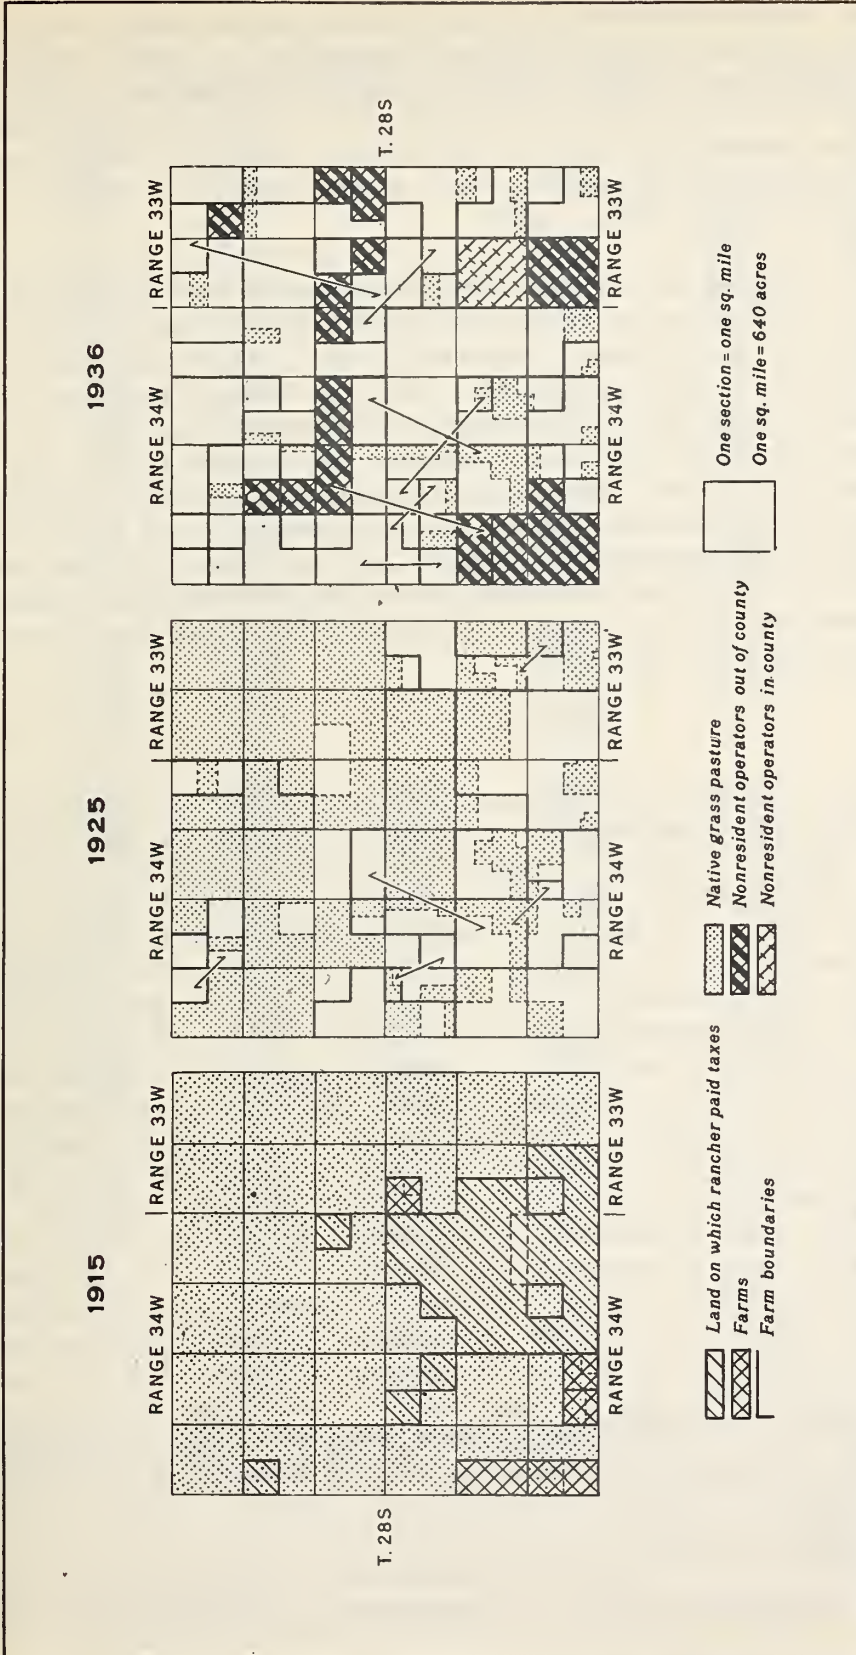 1915
1925
1936
RANGE 34W
RANGE 33W
RANGE 34W
RANGE 33W
RANGE 34W
RANGE 33W
T. 28S
T. 28S
RANGE 34W
RANGE 33W
RANGE 34W
RANGE 33W
RANGE 34W
RANGE 33W
Land on which rancher paid taxes
Farms
Farm boundaries
Native grass pasture
Nonresident operators out of county
Nonresident operators in county
One section = one sq. mile
One sq. mile = 640 acres